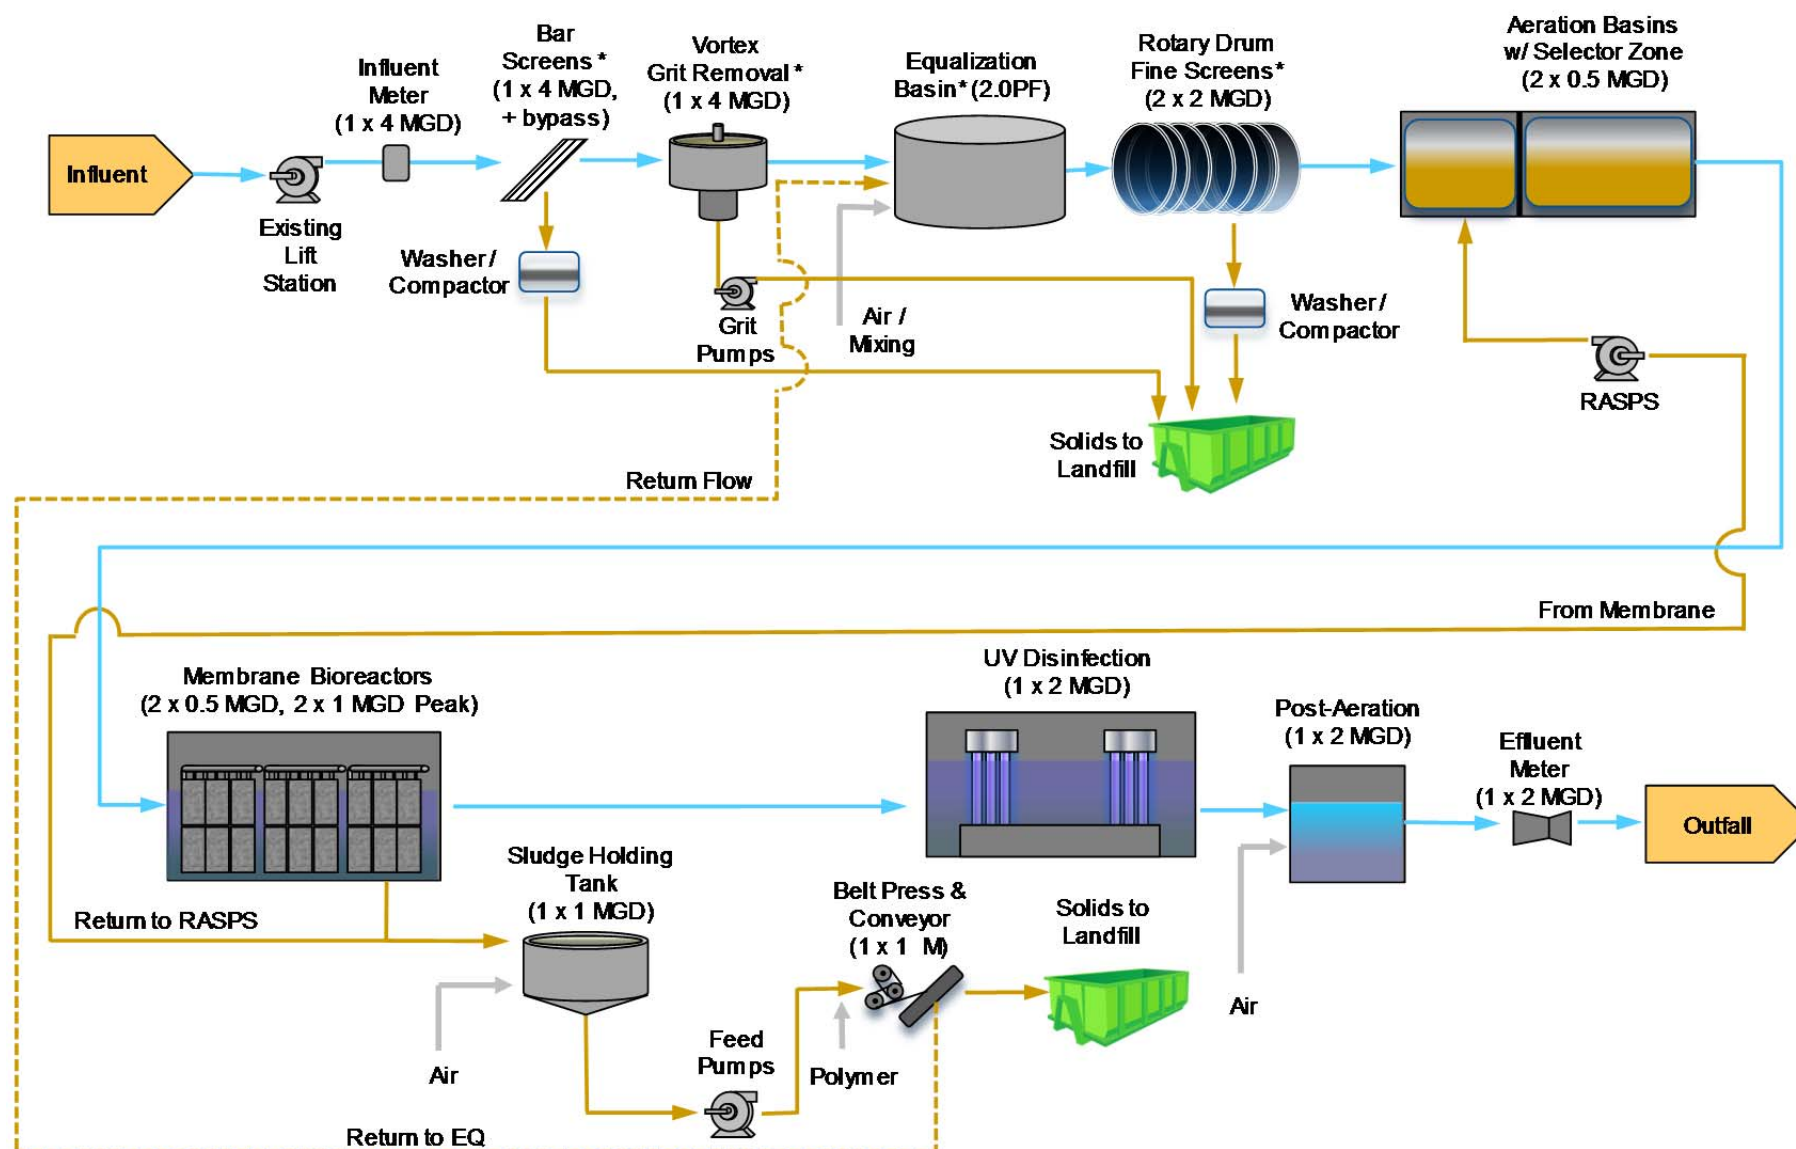 Influent
Existing
Lift
Station
Influent
Meter
(1 x 4 MGD)
Bar
Screens*
(1 x 4 MGD,
+ bypass)
Washer /
Compactor
Vortex
Grit Removal*
(1 x 4 MGD)
Grit
Pumps
Equalization
Basin* (2.0PF)
Air /
Mixing
Rotary Drum
Fine Screens*
(2 x 2 MGD)
Washer /
Compactor
Solids to
Landfill
Aeration Basins
w/ Selector Zone
(2 x 0.5 MGD)
RASPS
Return Flow
From Membrane
Membrane Bioreactors
(2 x 0.5 MGD, 2 x 1 MGD Peak)
UV Disinfection
(1 x 2 MGD)
Post-Aeration
(1 x 2 MGD)
Effluent
Meter
(1 x 2 MGD)
Outfall
Return to RASPS
Sludge Holding
Tank
(1 x 1 MGD)
Air
Feed
Pumps
Belt Press &
Conveyor
(1 x 1 M)
Polymer
Solids to
Landfill
Air
Return to EQ